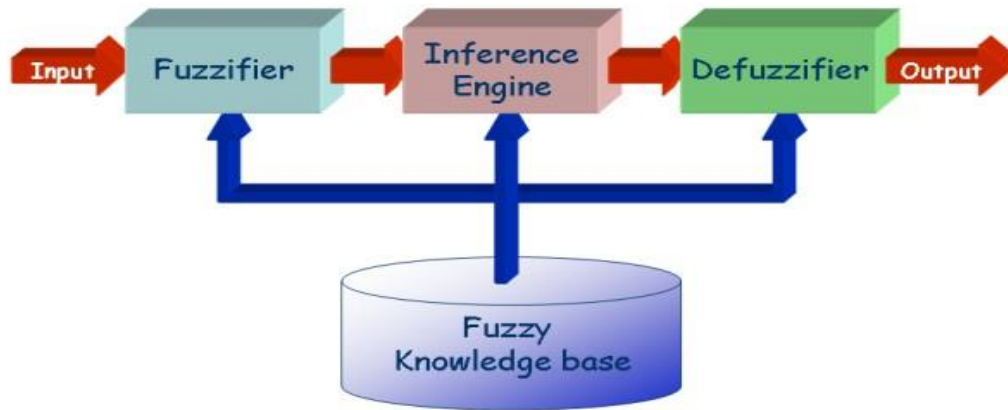 Input
Fuzzifier
Inference
Engine
Defuzzifier
Output
Fuzzy
Knowledge base